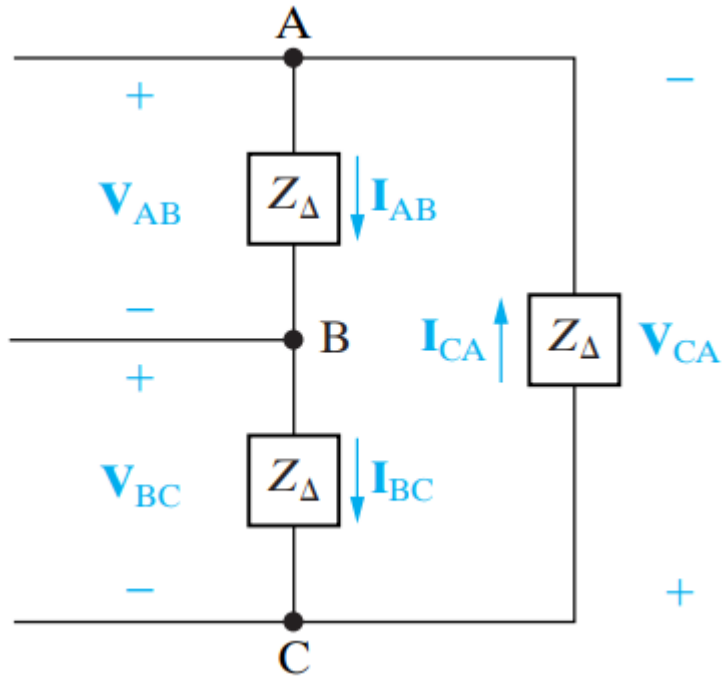 A
+
−
V_AB
Z_Δ
I_AB
−
B
+
I_CA
Z_Δ
V_CA
V_BC
Z_Δ
I_BC
−
+
C